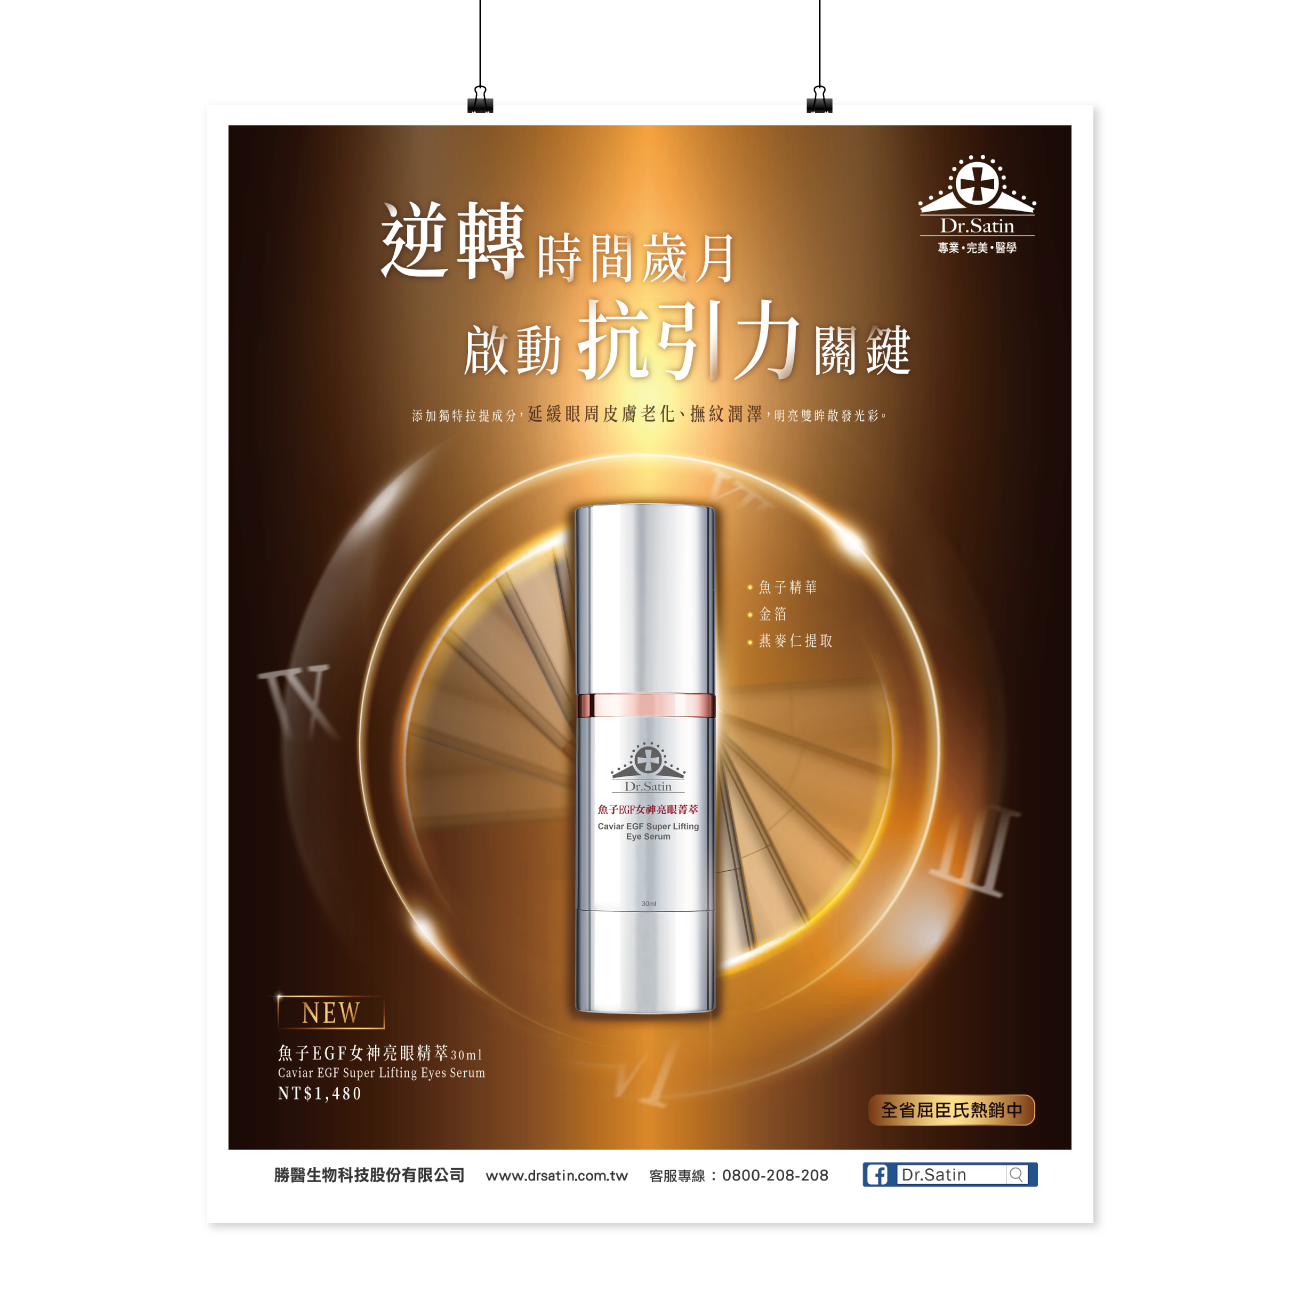 Dr.Satin
專業•完美•醫學
逆轉時間歲月
啟動抗引力關鍵
添加獨特拉提成分，延緩眼周皮膚老化、撫紋潤澤，明亮雙眸散發光彩。
VII
• 魚子精華
• 金箔
• 燕麥仁提取
IX
Dr.Satin
魚子EGF女神亮眼菁萃
Caviar EGF Super Lifting
Eye Serum
30ml
III
VI
NEW
魚子EGF女神亮眼精萃30ml
Caviar EGF Super Lifting Eyes Serum
NT$1,480
全省屈臣氏熱銷中
勝醫生物科技股份有限公司 www.drsatin.com.tw 客服專線：0800-208-208 f Dr.Satin